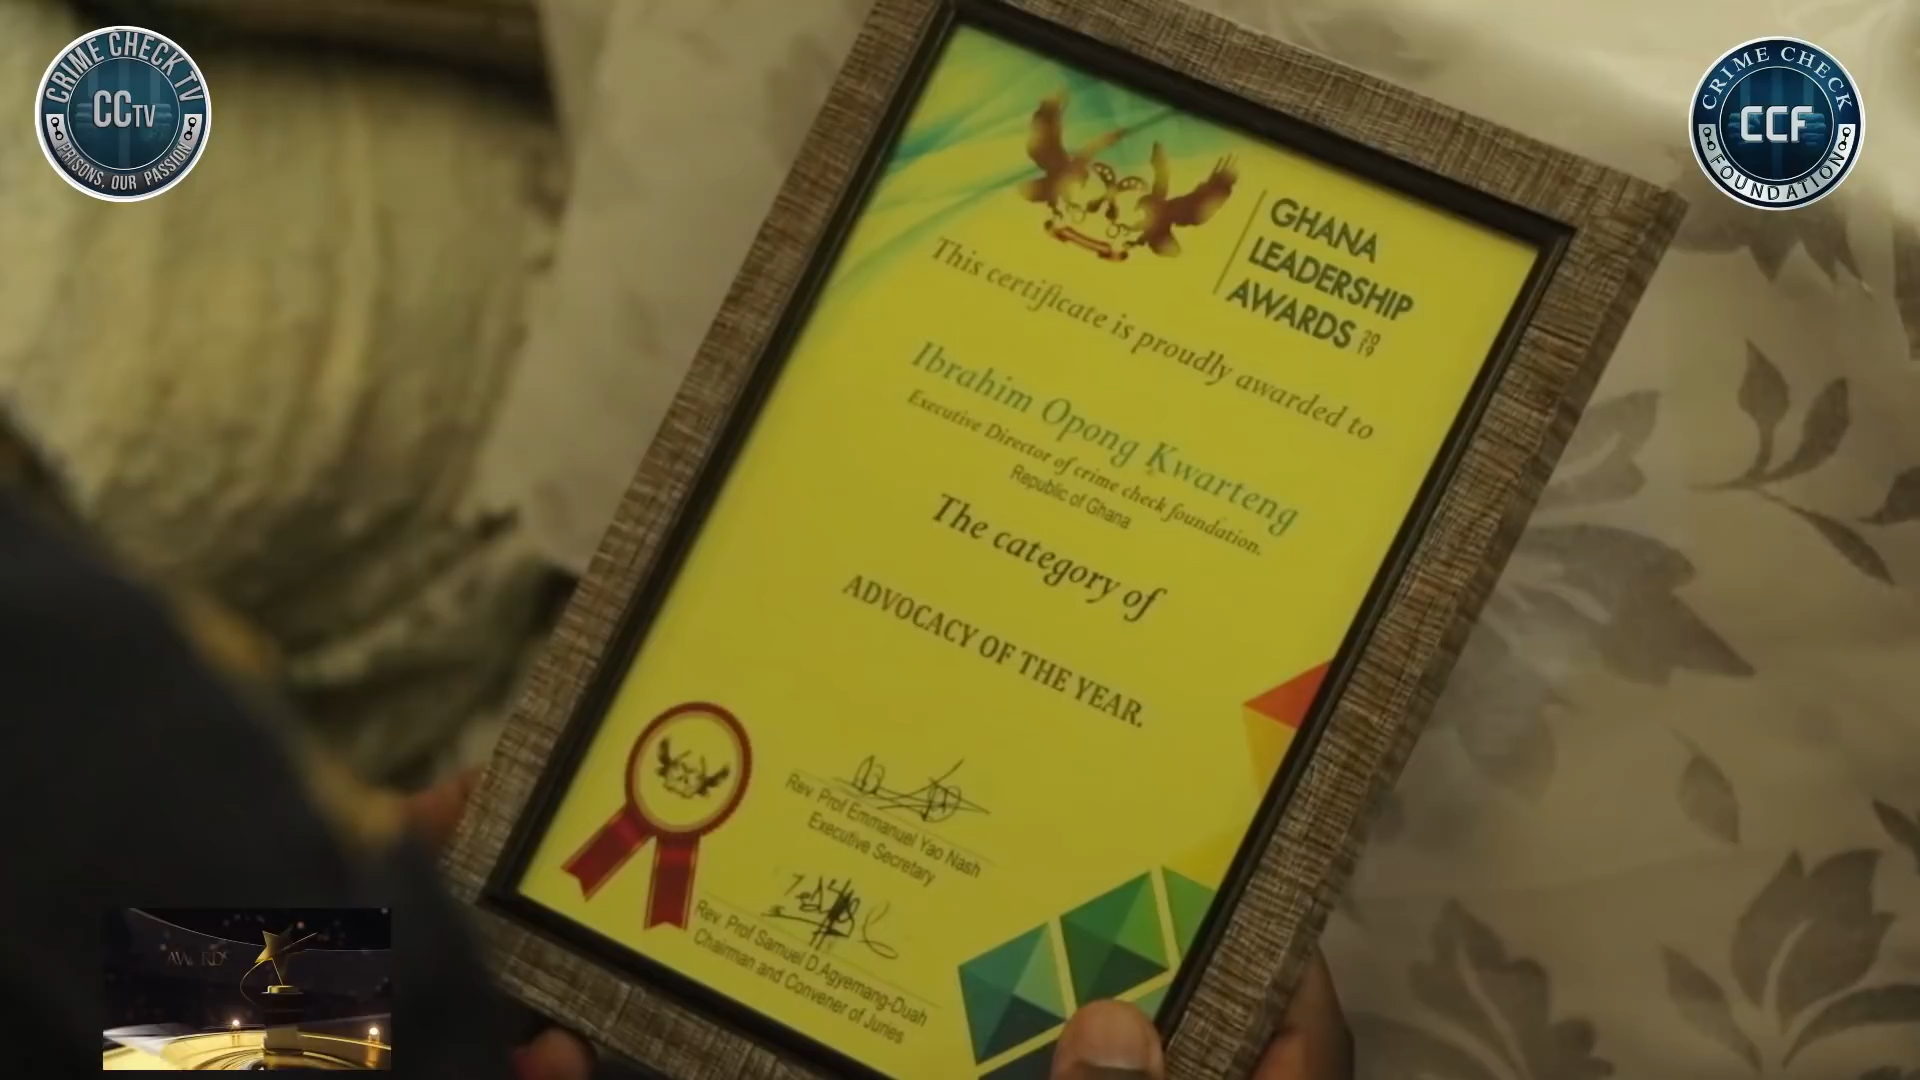 CRIME CHECK TV
CCTV
PRISONS, OUR PASSION
CRIME CHECK
CCF
FOUNDATION
GHANA
LEADERSHIP
AWARDS 2019
This certificate is proudly awarded to
Ibrahim Opong Kwarteng
Executive Director of crime check foundation.
Republic of Ghana
The category of
ADVOCACY OF THE YEAR.
Rev. Prof Emmanuel Yao Nash
Executive Secretary
Rev. Prof Samuel D.Agyemang-Duah
Chairman and Convener of Juries
AWARDS